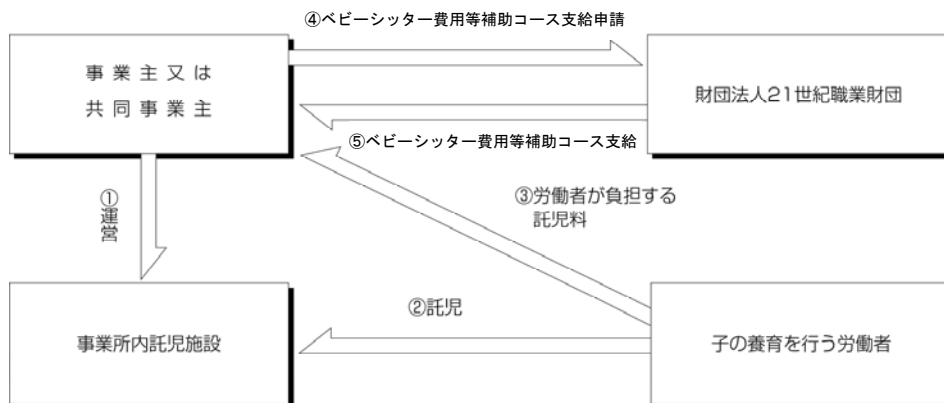 ④ベビーシッター費用等補助コース支給申請
事業主又は
共同事業主
財団法人21世紀職業財団
⑤ベビーシッター費用等補助コース支給
①運営
③労働者が負担する
託児料
②託児
事業所内託児施設
子の養育を行う労働者